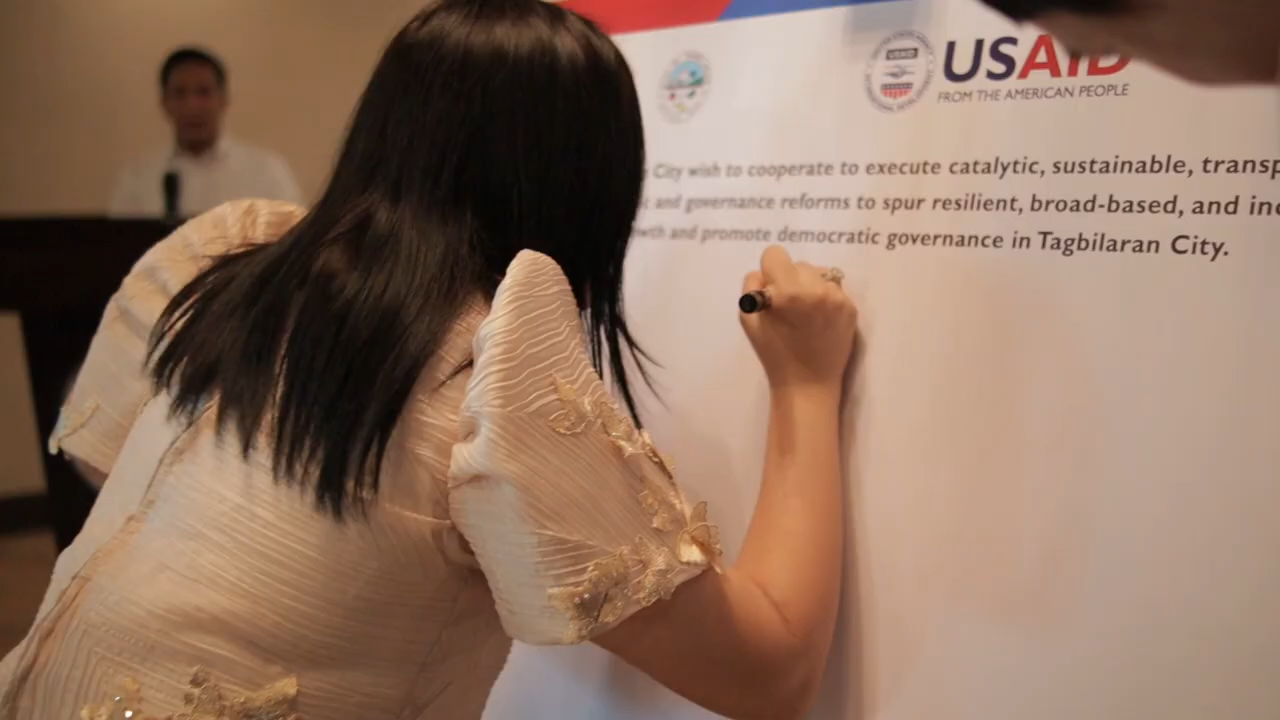 USAID
USAID
FROM THE AMERICAN PEOPLE
City wish to cooperate to execute catalytic, sustainable,
and governance reforms to spur resilient, broad-based, and
and promote democratic governance in Tagbilaran City.